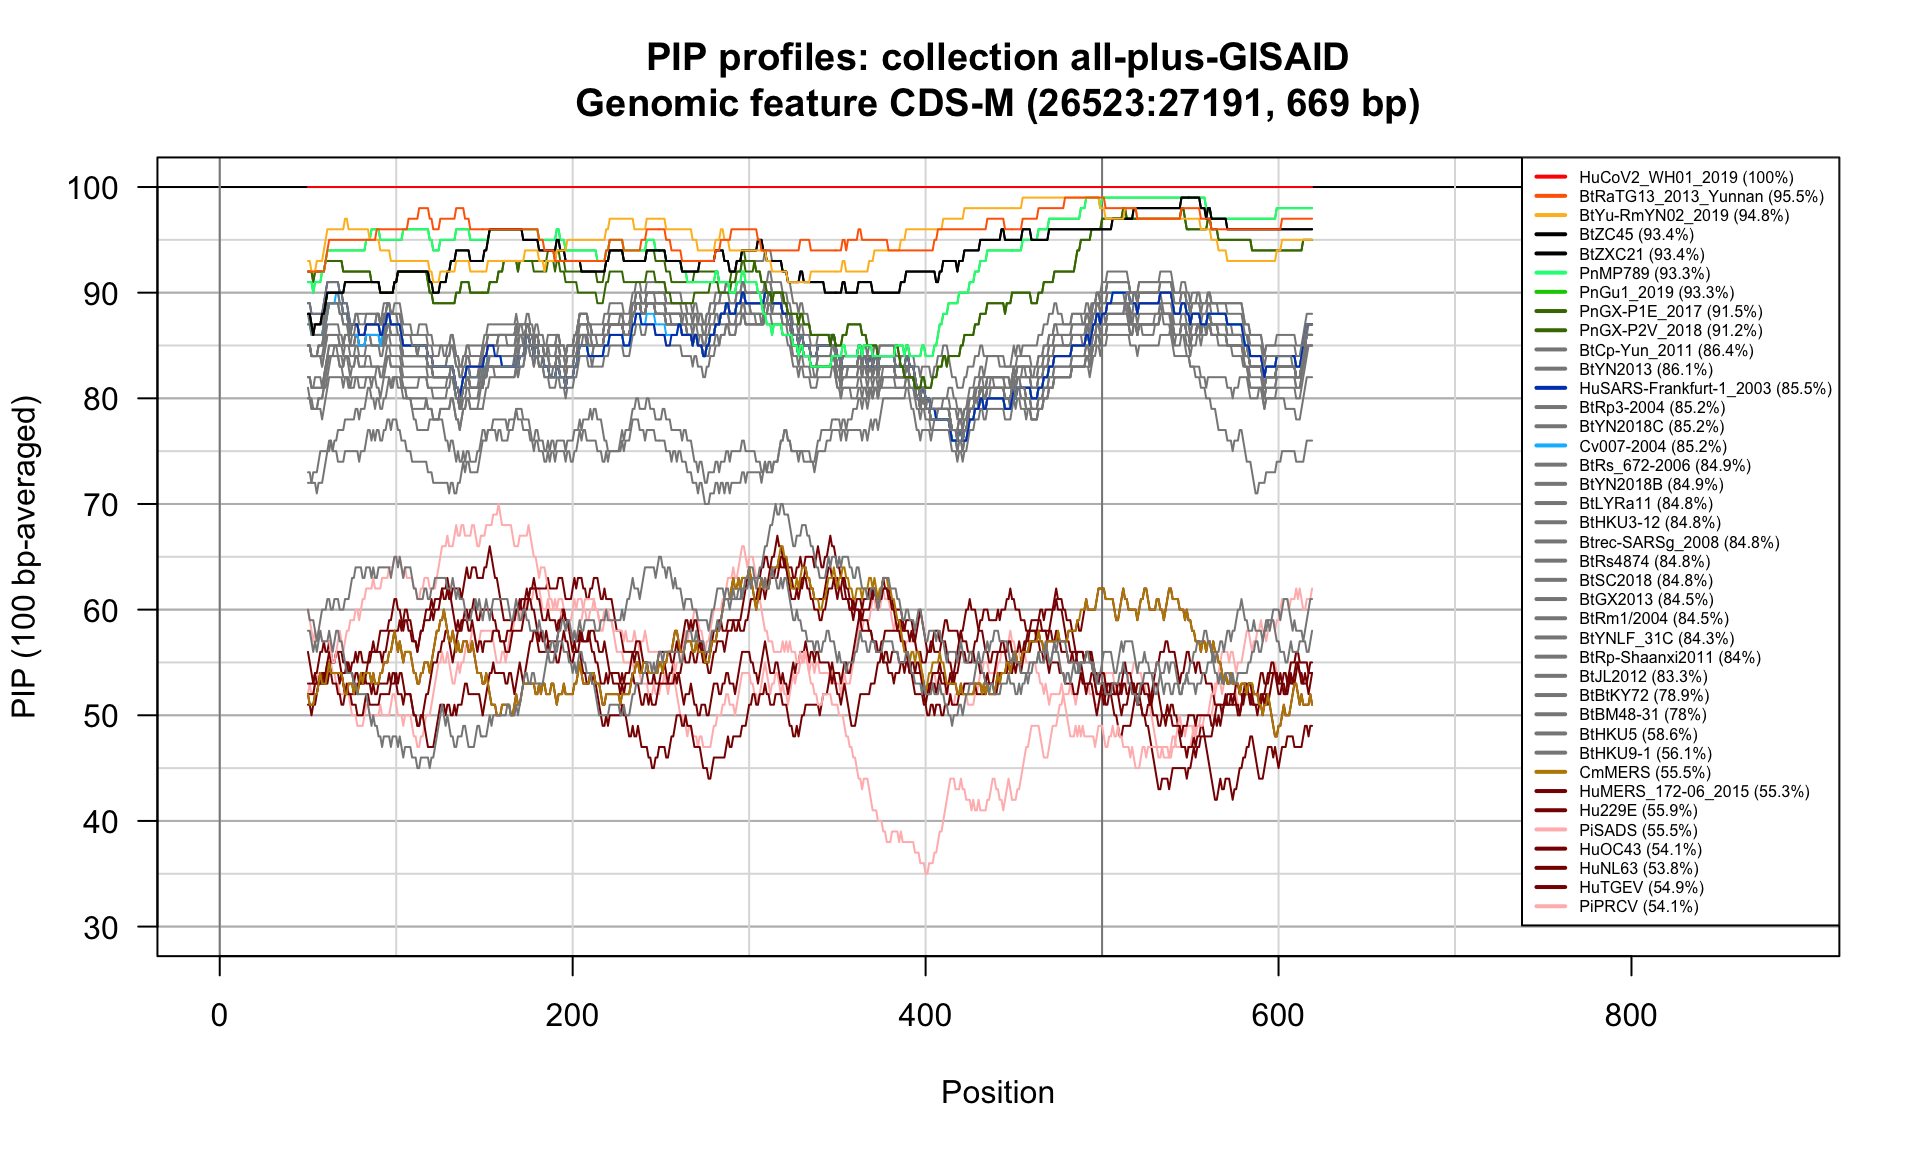 PIP profiles: collection all-plus-GISAID
Genomic feature CDS-M (26523:27191, 669 bp)
PIP (100 bp-averaged)
100
90
80
70
60
50
40
30
0
200
400
600
800
Position
HuCoV2_WH01_2019 (100%)
BtRaTG13_2013_Yunnan (95.5%)
BtYu-RmYN02_2019 (94.8%)
BtZC45 (93.4%)
BtZXC21 (93.4%)
PnMP789 (93.3%)
PnGu1_2019 (93.3%)
PnGX-P1E_2017 (91.5%)
PnGX-P2V_2018 (91.2%)
BtCp-Yun_2011 (86.4%)
BtYN2013 (86.1%)
HuSARS-Frankfurt-1_2003 (85.5%)
BtRp3-2004 (85.2%)
BtYN2018C (85.2%)
Cv007-2004 (85.2%)
BtRs_672-2006 (84.9%)
BtYN2018B (84.9%)
BtLYRa11 (84.8%)
BtHKU3-12 (84.8%)
Btrec-SARSg_2008 (84.8%)
BtRs4874 (84.8%)
BtSC2018 (84.8%)
BtGX2013 (84.5%)
BtRm1/2004 (84.5%)
BtYNLF_31C (84.3%)
BtRp-Shaanxi2011 (84%)
BtJL2012 (83.3%)
BtBtKY72 (78.9%)
BtBM48-31 (78%)
BtHKU5 (58.6%)
BtHKU9-1 (56.1%)
CmMERS (55.5%)
HuMERS_172-06_2015 (55.3%)
Hu229E (55.9%)
PiSADS (55.5%)
HuOC43 (54.1%)
HuNL63 (53.8%)
HuTGEV (54.9%)
PiPRCV (54.1%)